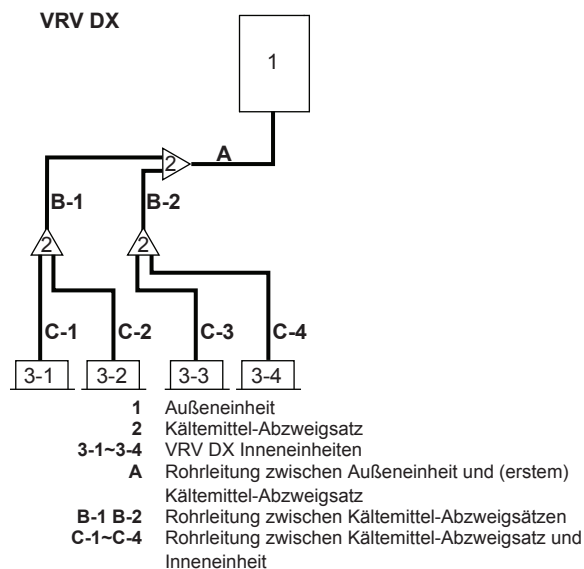 VRV DX
1
2
A
B-1
B-2
2
2
C-1
C-2
C-3
C-4
3-1
3-2
3-3
3-4
1 Außeneinheit
2 Kältemittel-Abzweigsatz
3-1~3-4 VRV DX Inneneinheiten
A Rohrleitung zwischen Außeneinheit und (erstem)
Kältemittel-Abzweigsatz
B-1 B-2 Rohrleitung zwischen Kältemittel-Abzweigsätzen
C-1~C-4 Rohrleitung zwischen Kältemittel-Abzweigsatz und
Inneneinheit